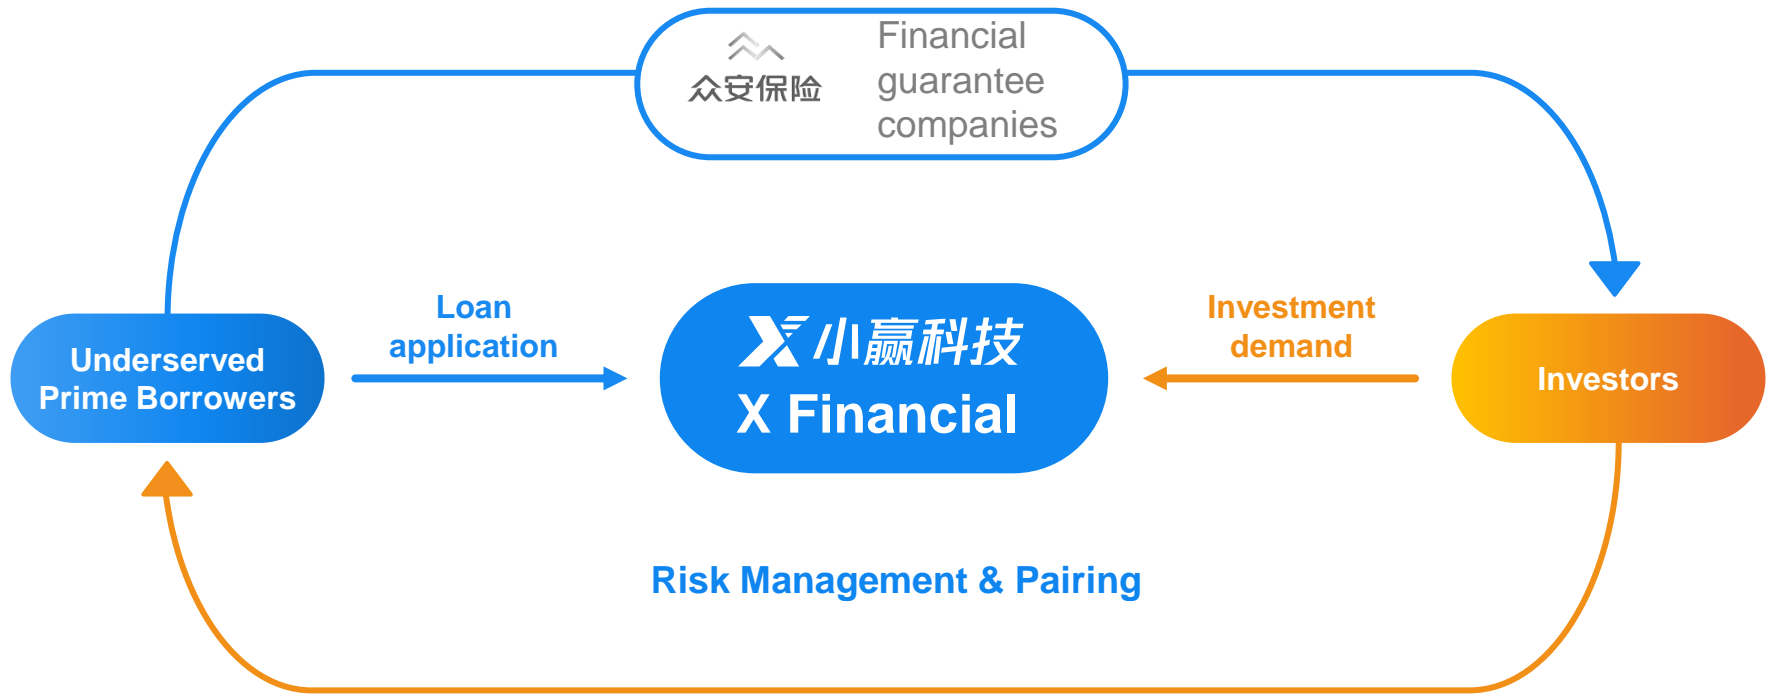 众安保险
Financial
guarantee
companies
Underserved
Prime Borrowers
Loan
application
小赢科技
X Financial
Investment
demand
Investors
Risk Management & Pairing